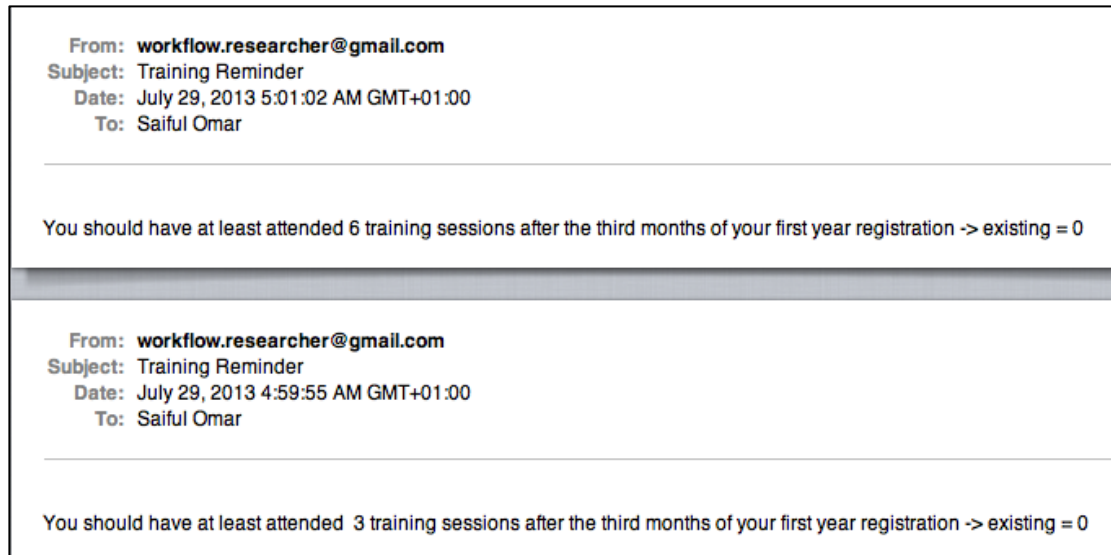 From: workflow.researcher@gmail.com
Subject: Training Reminder
Date: July 29, 2013 5:01:02 AM GMT+01:00
To: Saiful Omar
You should have at least attended 6 training sessions after the third months of your first year registration -> existing = 0
From: workflow.researcher@gmail.com
Subject: Training Reminder
Date: July 29, 2013 4:59:55 AM GMT+01:00
To: Saiful Omar
You should have at least attended  3 training sessions after the third months of your first year registration -> existing = 0